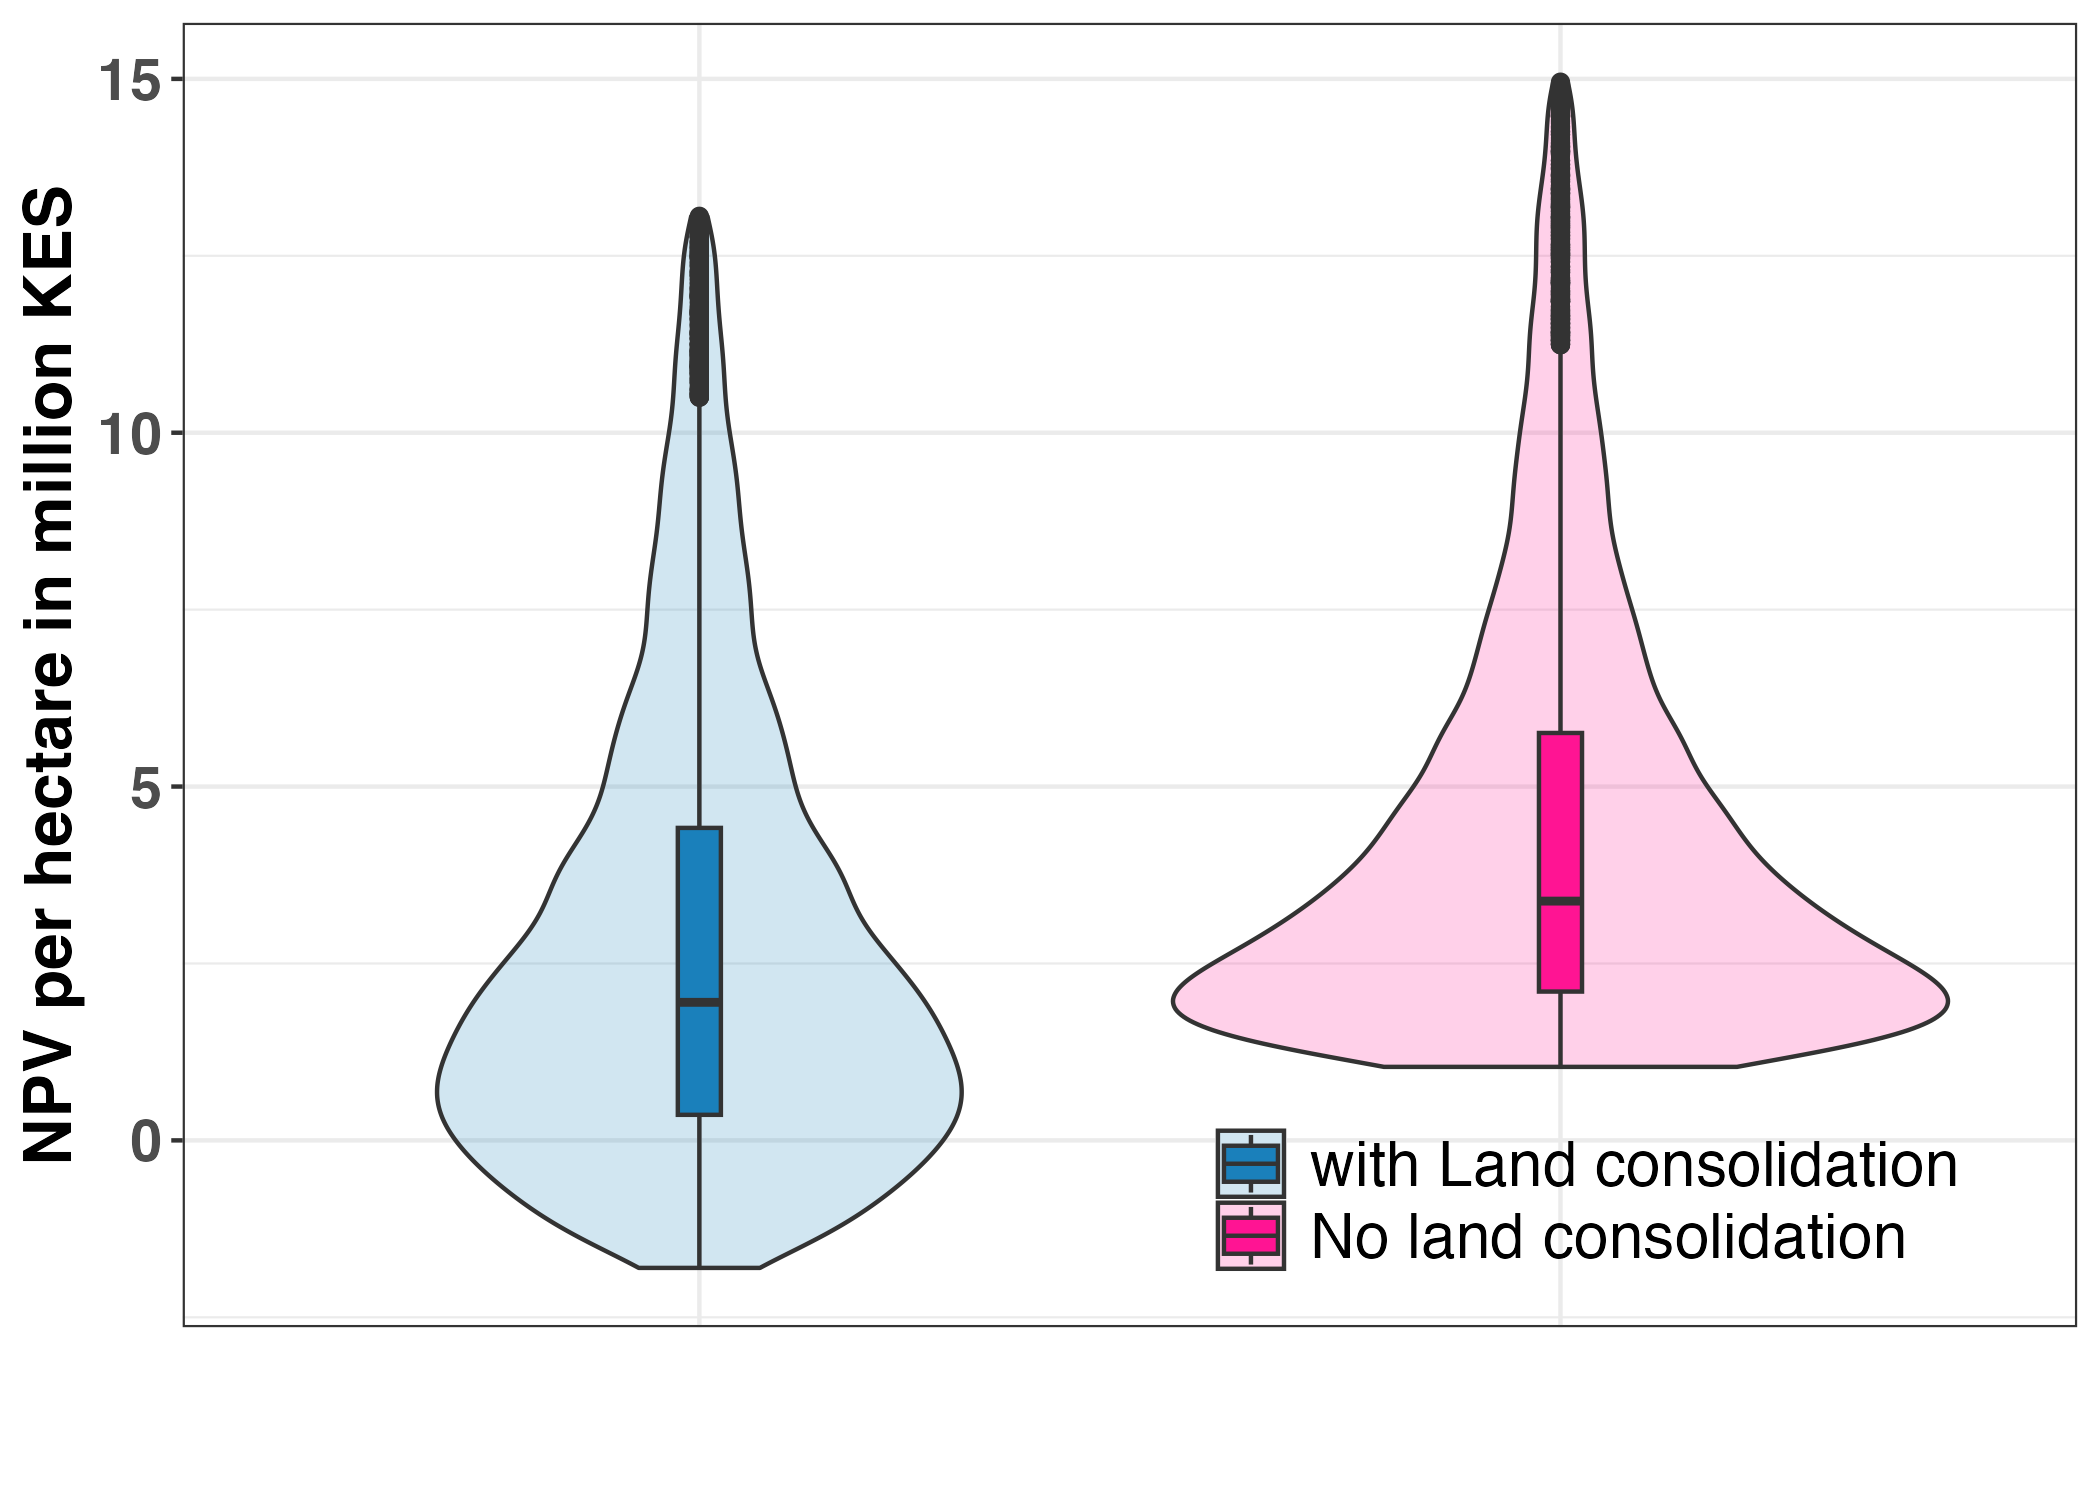 NPV per hectare in million KES
15
10
5
0
with Land consolidation
No land consolidation